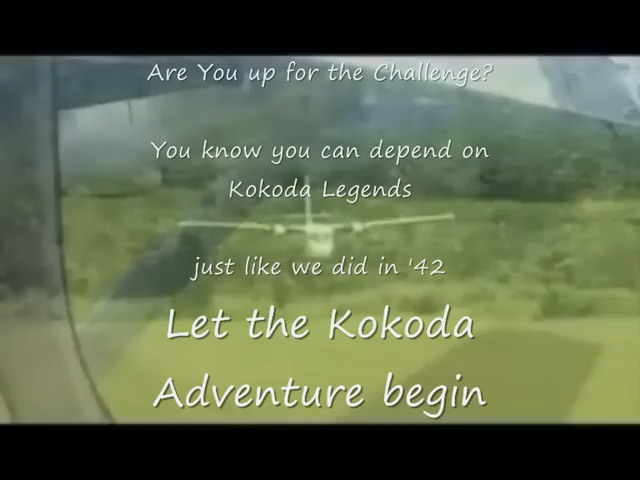 Are You up for the Challenge?
You know you can depend on
Kokoda Legends
just like we did in '42
Let the Kokoda
Adventure begin